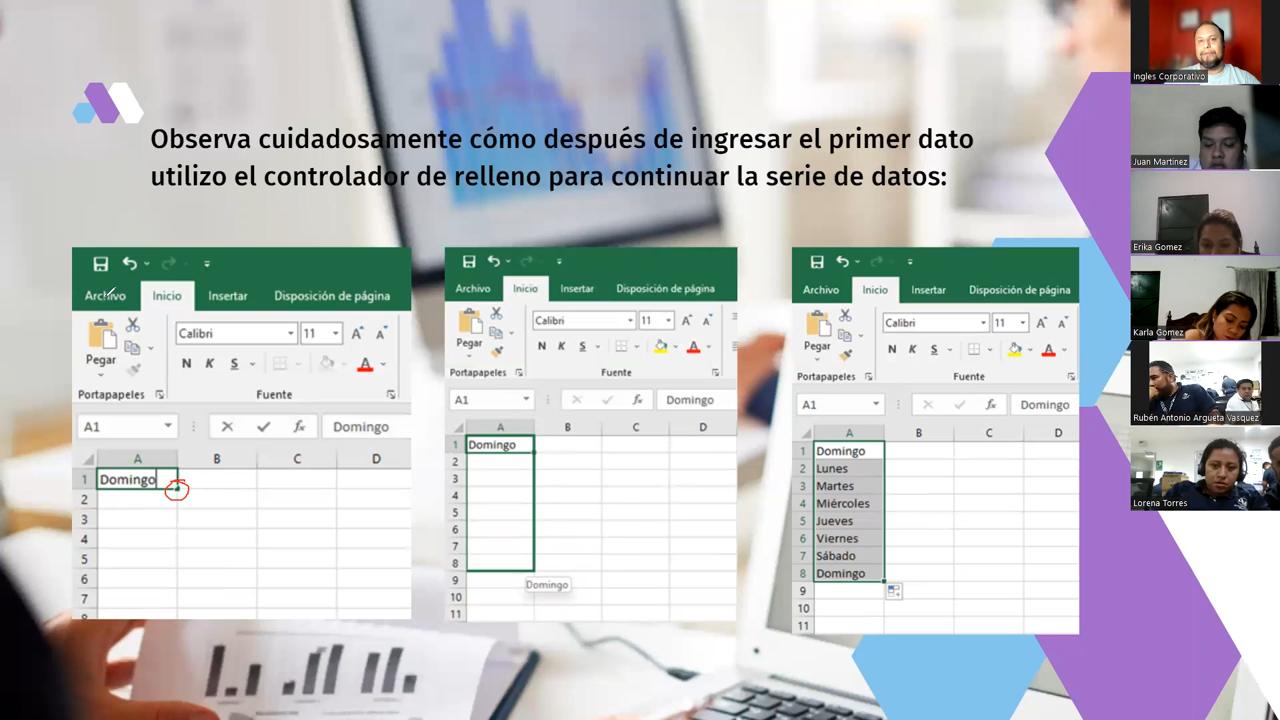 Observa cuidadosamente cómo después de ingresar el primer dato
utilizo el controlador de relleno para continuar la serie de datos:
Archivo Inicio Insertar Disposición de página
Calibri 11 A A
Pegar
N K S A
Portapapeles Fuente
A1 fx Domingo
A B C D
1 Domingo
2
3
4
5
6
7
8
Archivo Inicio Insertar Disposición de página
Calibri 11 A A
Pegar
N K S A
Portapapeles Fuente
A1 fx Domingo
A B C D
1 Domingo
2
3
4
5
6
7
8
9
Domingo
10
11
Archivo Inicio Insertar Disposición de página
Calibri 11 A A
Pegar
N K S A
Portapapeles Fuente
A1 fx Domingo
A B C D
1 Domingo
2 Lunes
3 Martes
4 Miércoles
5 Jueves
6 Viernes
7 Sábado
8 Domingo
9
10
11
Ingles Corporativo
Juan Martinez
Erika Gomez
Karla Gomez
Rubén Antonio Argueta Vasquez
Lorena Torres